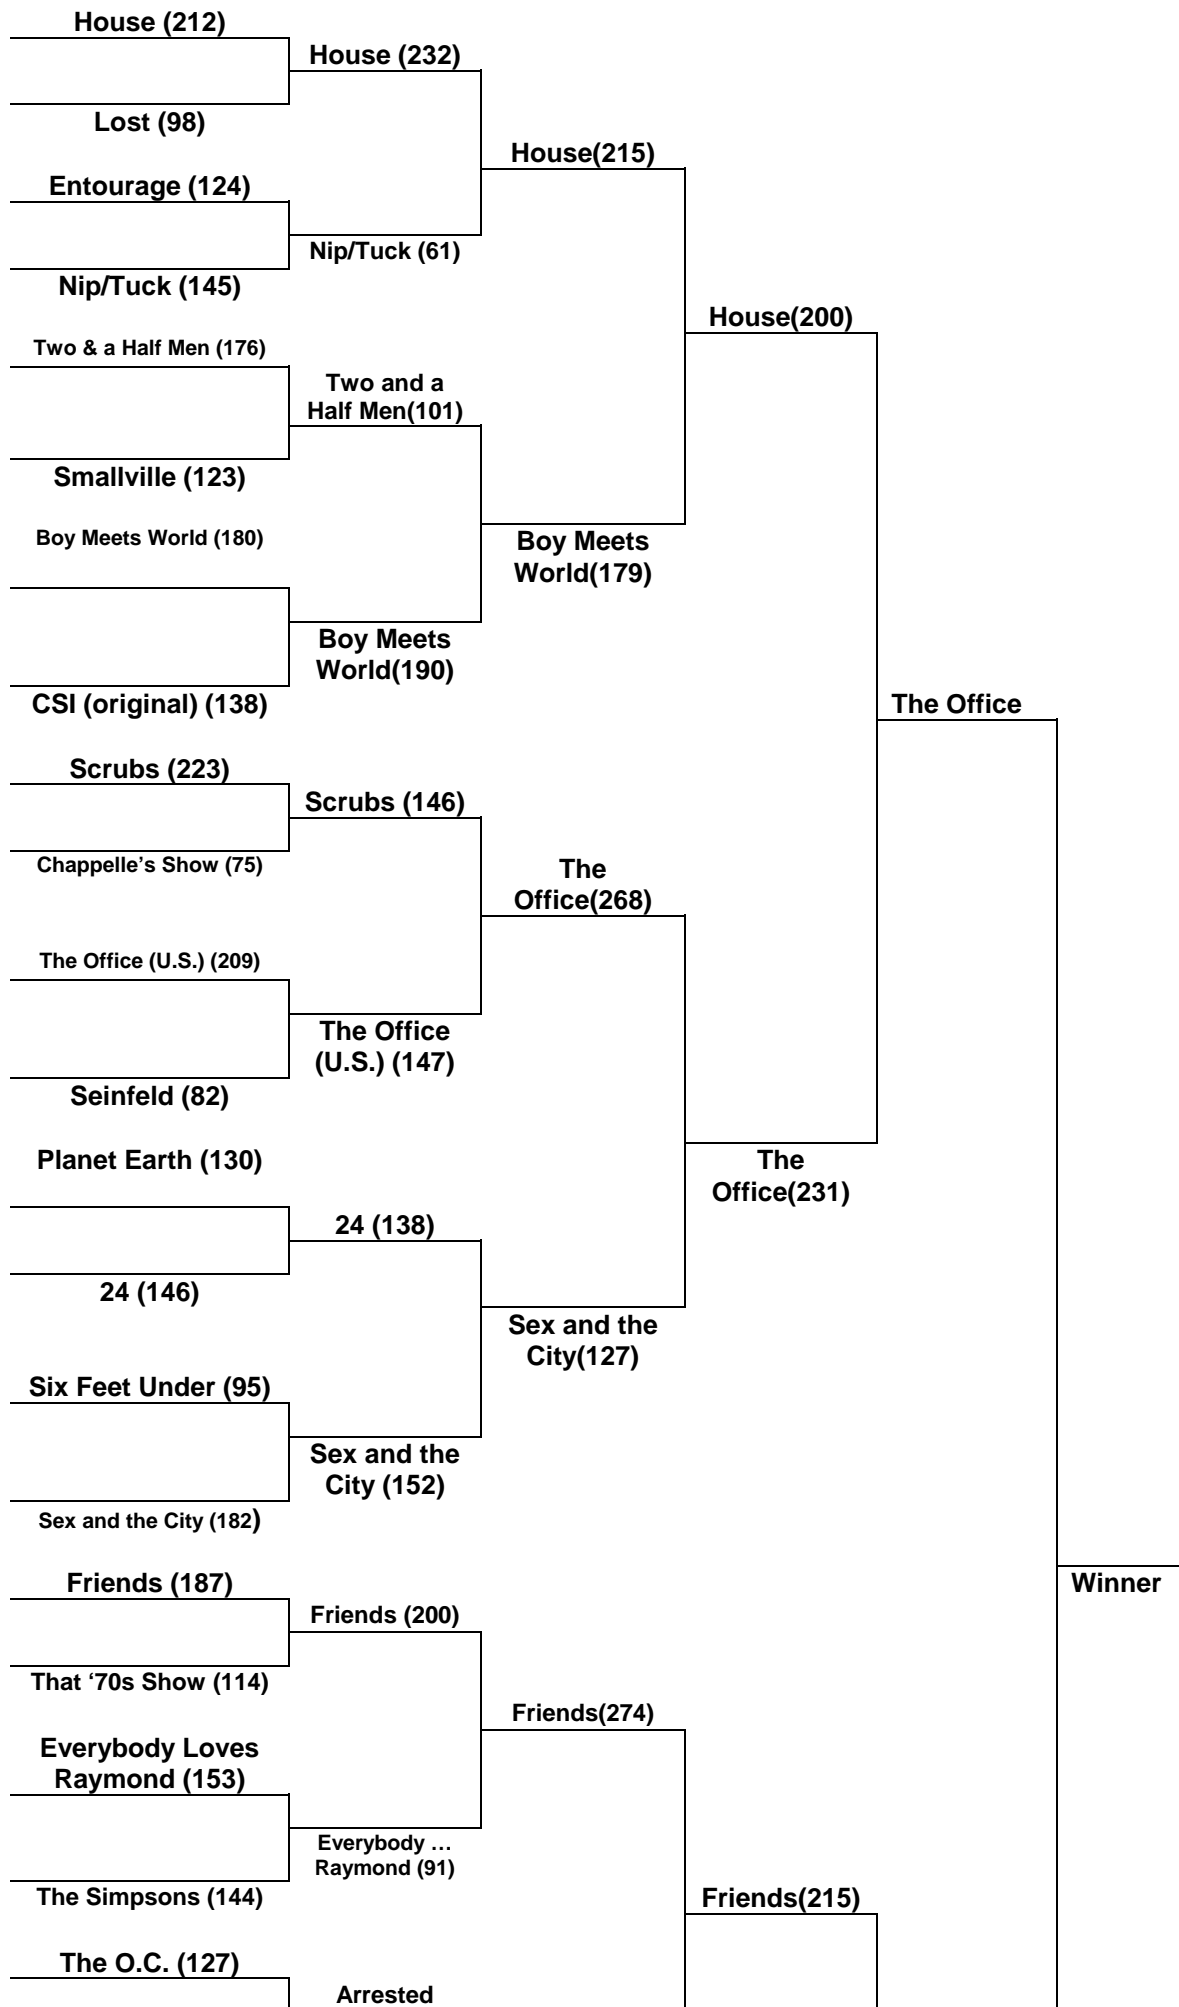 House (212)
House (232)
Lost (98)
House(215)
Entourage (124)
Nip/Tuck (61)
Nip/Tuck (145)
House(200)
Two & a Half Men (176)
Two and a
Half Men(101)
Smallville (123)
Boy Meets World (180)
Boy Meets
World(179)
Boy Meets
World(190)
CSI (original) (138)
The Office
Scrubs (223)
Scrubs (146)
Chappelle’s Show (75)
The
Office(268)
The Office (U.S.) (209)
The Office
(U.S.) (147)
Seinfeld (82)
Planet Earth (130)
The
Office(231)
24 (138)
24 (146)
Sex and the
City(127)
Six Feet Under (95)
Sex and the
City (152)
Sex and the City (182)
Friends (187)
Winner
Friends (200)
That ‘70s Show (114)
Friends(274)
Everybody Loves
Raymond (153)
Everybody …
Raymond (91)
The Simpsons (144)
Friends(215)
The O.C. (127)
Arrested